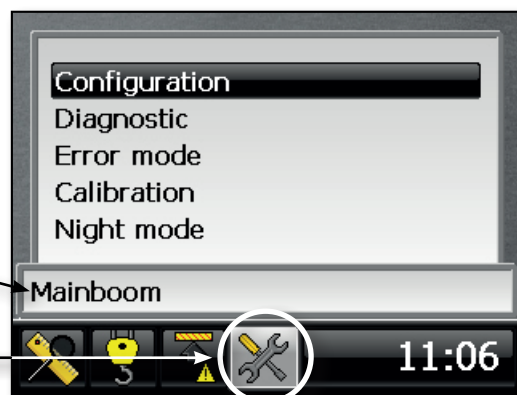 Configuration
Diagnostic
Error mode
Calibration
Night mode
Mainboom
5
11:06